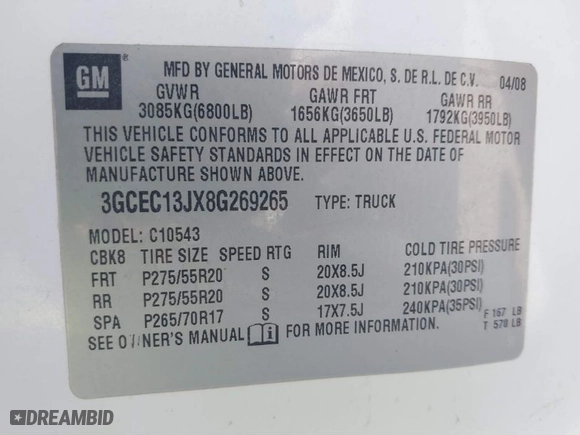 GM
MFD BY GENERAL MOTORS DE MEXICO, S. DE R.L. DE C.V. 04/08
GVWR GAWR FRT GAWR RR
3085KG(6800LB) 1656KG(3650LB) 1792KG(3950LB)
THIS VEHICLE CONFORMS TO ALL APPLICABLE U.S. FEDERAL MOTOR
VEHICLE SAFETY STANDARDS IN EFFECT ON THE DATE OF
MANUFACTURE SHOWN ABOVE.
3GCEC13JX8G269265 TYPE: TRUCK
MODEL: C10543
CBK8 TIRE SIZE SPEED RTG RIM COLD TIRE PRESSURE
FRT P275/55R20 S 20X8.5J 210KPA(30PSI)
RR P275/55R20 S 20X8.5J 210KPA(30PSI)
SPA P265/70R17 S 17X7.5J 240KPA(35PSI)
F 167 LB
T 578 LB
SEE OWNER'S MANUAL i FOR MORE INFORMATION.
DREAMBID